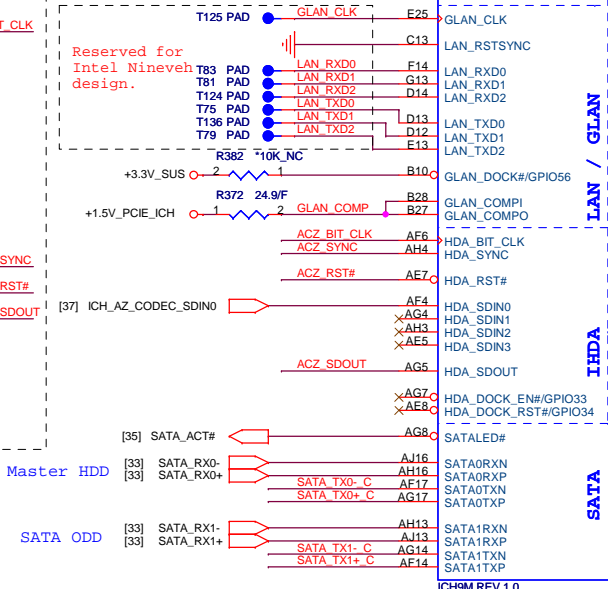 T_CLK
SYNC
RST#
SDOUT
Reserved for
Intel Nineveh
design.
T125 PAD GLAN_CLK E25 GLAN_CLK
C13 LAN_RSTSYNC
T83 PAD LAN_RXD0 F14 LAN_RXD0
T81 PAD LAN_RXD1 G13 LAN_RXD1
T124 PAD LAN_RXD2 D14 LAN_RXD2
T75 PAD LAN_TXD0 D13 LAN_TXD0
T136 PAD LAN_TXD1 D12 LAN_TXD1
T79 PAD LAN_TXD2 E13 LAN_TXD2
R382 *10K_NC
+3.3V_SUS 2 1 B10 GLAN_DOCK#/GPIO56
R372 24.9/F
B28 GLAN_COMPI
+1.5V_PCIE_ICH 1 2 GLAN_COMP B27 GLAN_COMPO
LAN / GLAN
ACZ_BIT_CLK AF6 HDA_BIT_CLK
ACZ_SYNC AH4 HDA_SYNC
ACZ_RST# AE7 HDA_RST#
[37] ICH_AZ_CODEC_SDIN0 AF4 HDA_SDIN0
AG4 HDA_SDIN1
AH3 HDA_SDIN2
AE5 HDA_SDIN3
ACZ_SDOUT AG5 HDA_SDOUT
IHDA
AG7 HDA_DOCK_EN#/GPIO33
AE8 HDA_DOCK_RST#/GPIO34
[35] SATA_ACT# AG8 SATALED#
Master HDD
[33] SATA_RX0- AJ16 SATA0RXN
[33] SATA_RX0+ AH16 SATA0RXP
SATA_TX0-_C AF17 SATA0TXN
SATA_TX0+_C AG17 SATA0TXP
SATA
SATA ODD
[33] SATA_RX1- AH13 SATA1RXN
[33] SATA_RX1+ AJ13 SATA1RXP
SATA_TX1-_C AG14 SATA1TXN
SATA_TX1+_C AF14 SATA1TXP
ICH9M REV 1.0